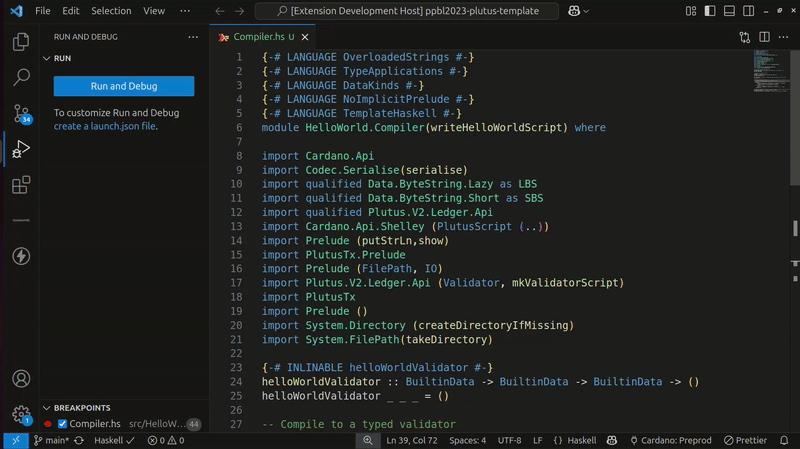 File Edit Selection View ···
[Extension Development Host] ppbl2023-plutus-template
RUN AND DEBUG ···
RUN
Run and Debug
To customize Run and Debug
create a launch.json file.
34
1
BREAKPOINTS
Compiler.hs src/HelloW... 44
Compiler.hs U
1 {-# LANGUAGE OverloadedStrings #-}
2 {-# LANGUAGE TypeApplications #-}
3 {-# LANGUAGE DataKinds #-}
4 {-# LANGUAGE NoImplicitPrelude #-}
5 {-# LANGUAGE TemplateHaskell #-}
6 module HelloWorld.Compiler(writeHelloWorldScript) where
7
8 import Cardano.Api
9 import Codec.Serialise(serialise)
10 import qualified Data.ByteString.Lazy as LBS
11 import qualified Data.ByteString.Short as SBS
12 import qualified Plutus.V2.Ledger.Api
13 import Cardano.Api.Shelley (PlutusScript (..))
14 import Prelude (putStrLn,show)
15 import PlutusTx.Prelude
16 import Prelude (FilePath, IO)
17 import Plutus.V2.Ledger.Api (Validator, mkValidatorScript)
18 import PlutusTx
19 import Prelude ()
20 import System.Directory (createDirectoryIfMissing)
21 import System.FilePath(takeDirectory)
22
23 {-# INLINABLE helloWorldValidator #-}
24 helloWorldValidator :: BuiltinData -> BuiltinData -> BuiltinData -> ()
25 helloWorldValidator _ _ _ = ()
26
27 -- Compile to a typed validator
main* Haskell 0 0 Ln 39, Col 72 Spaces: 4 UTF-8 LF {} Haskell Cardano: Preprod Prettier